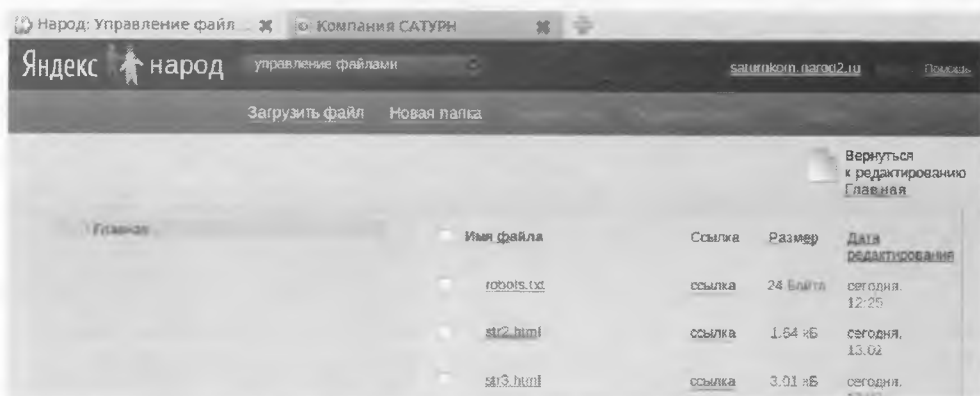 Народ: Управление файл... Компания САТУРН
Яндекс народ управление файлами saturnkom.narod2.ru Помощь
Загрузить файл Новая папка
Вернуться
к редактированию
Главная
Главная
Имя файла Ссылка Размер Дата
редактирования
robots.txt ссылка 24 Байта сегодня,
12:25
str2.html ссылка 1.64 кБ сегодня,
13:02
str3.html ссылка 3.01 кБ сегодня,